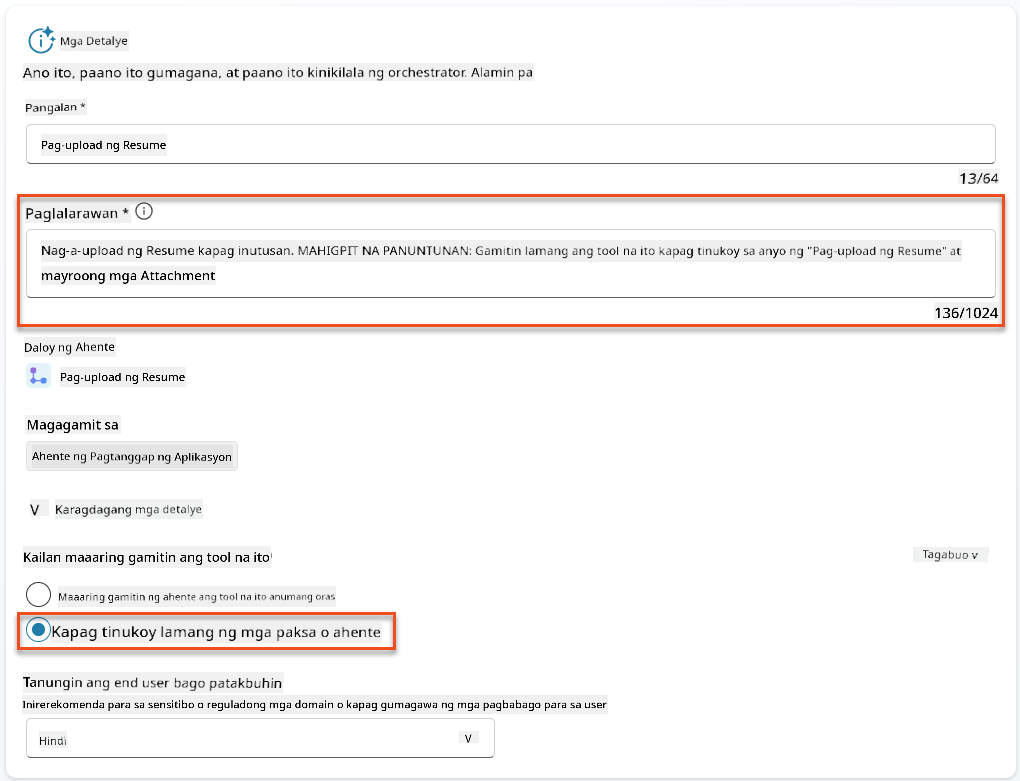 Mga Detalye
Ano ito, paano ito gumagana, at paano ito kinikilala ng orchestrator. Alamin pa
Pangalan *
Pag-upload ng Resume
13/64
Paglalarawan *
Nag-a-upload ng Resume kapag inutusan. MAHIGPIT NA PANUNTUNAN: Gamitin lamang ang tool na ito kapag tinukoy sa anyo ng "Pag-upload ng Resume" at
mayroong mga Attachment
136/1024
Daloy ng Ahente
Pag-upload ng Resume
Magagamit sa
Ahente ng Pagtanggap ng Aplikasyon
V Karagdagang mga detalye
Kailan maaaring gamitin ang tool na ito
Tagabuo v
Maaaring gamitin ng ahente ang tool na ito anumang oras
Kapag tinukoy lamang ng mga paksa o ahente
Tanungin ang end user bago patakbuhin
Inirerekomenda para sa sensitibo o reguladong mga domain o kapag gumagawa ng mga pagbabago para sa user
Hindi V